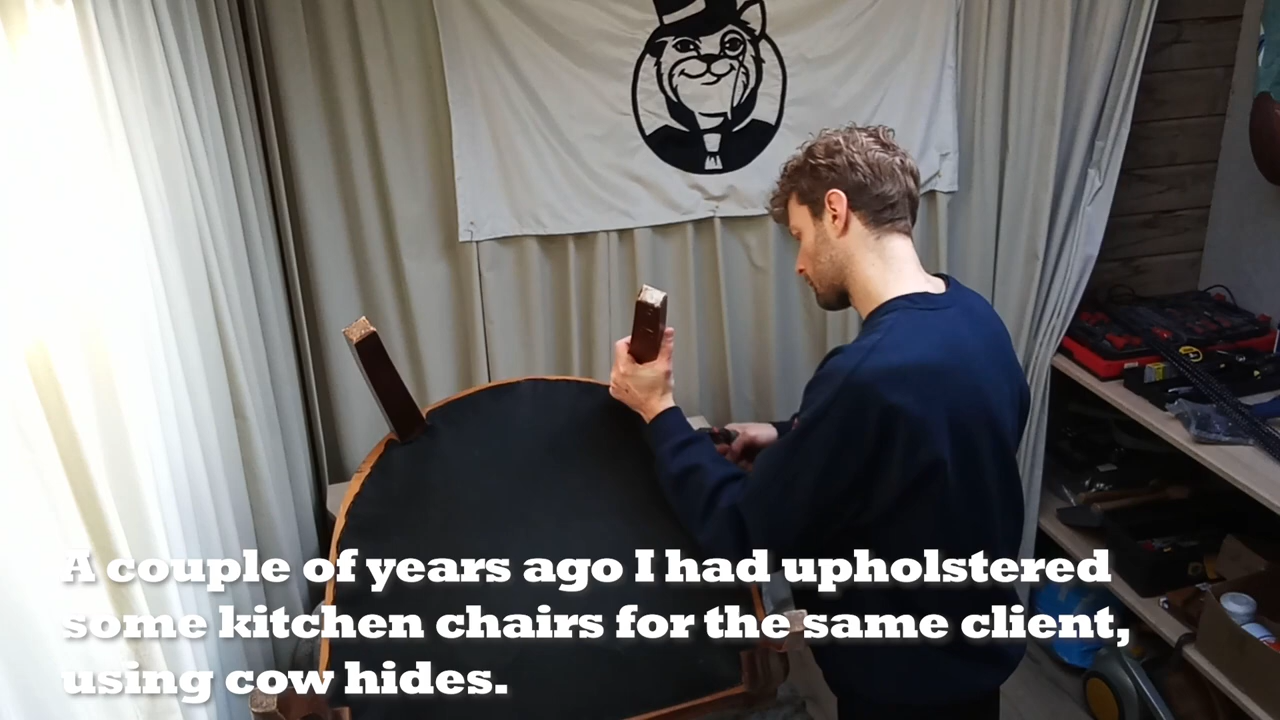 A couple of years ago I had upholstered
some kitchen chairs for the same client,
using cow hides.